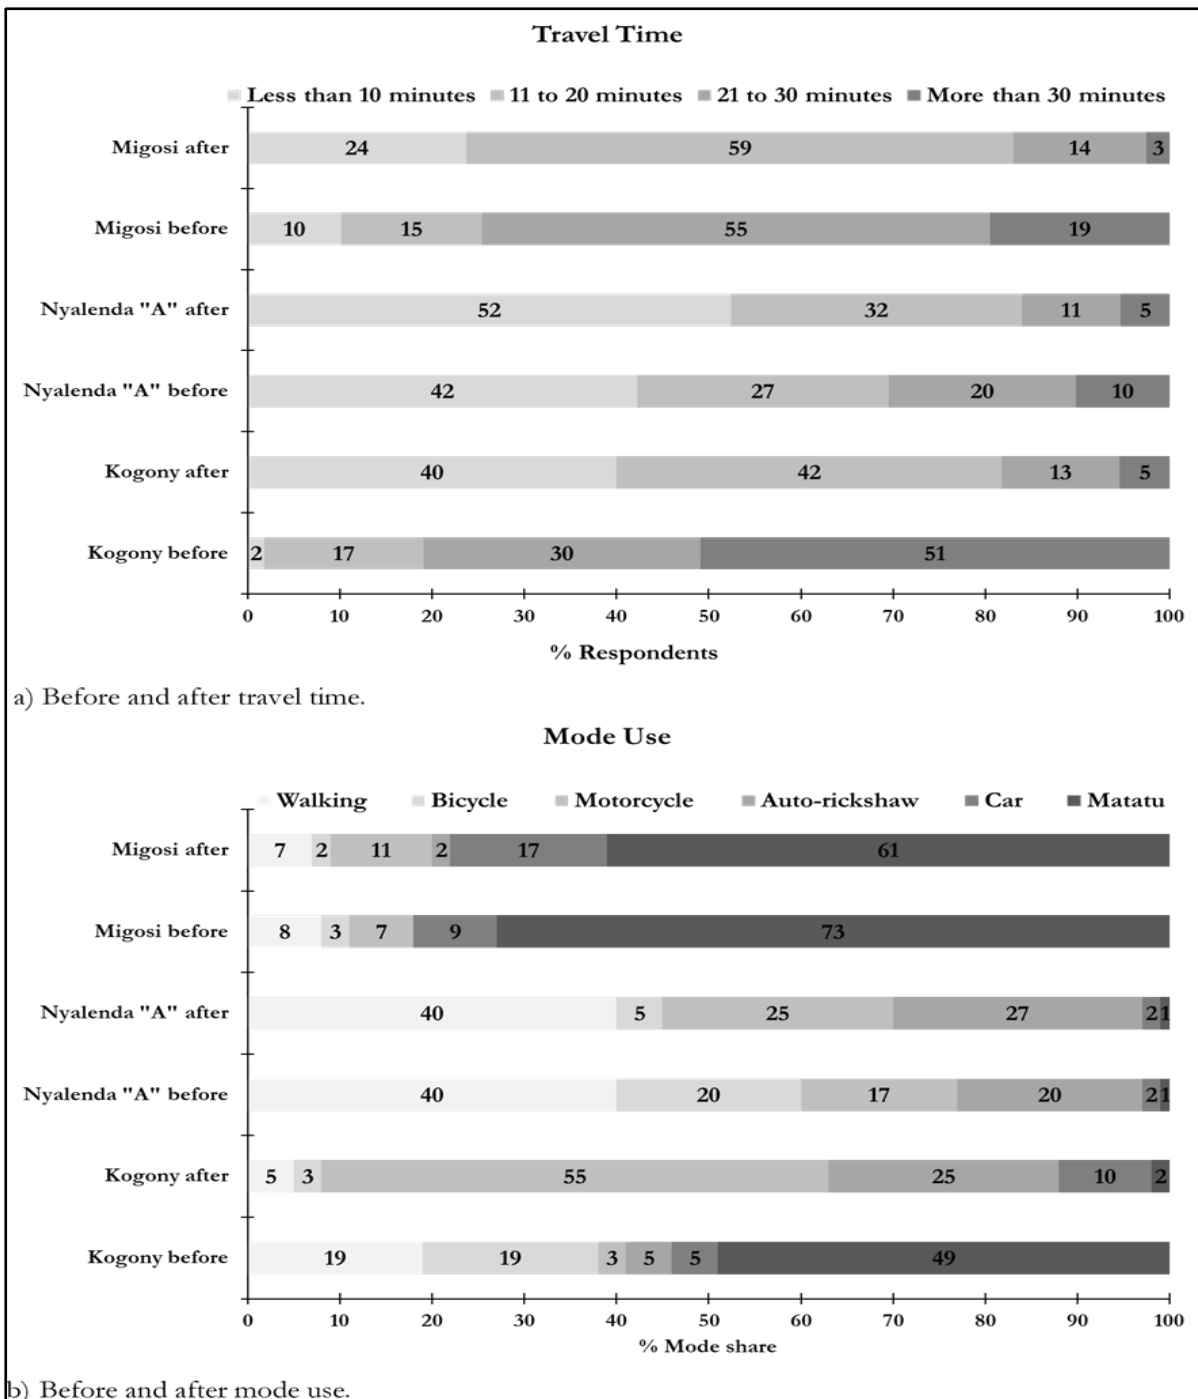 Travel Time
Less than 10 minutes 11 to 20 minutes 21 to 30 minutes More than 30 minutes
Migosi after 24 59 14 3
Migosi before 10 15 55 19
Nyalenda "A" after 52 32 11 5
Nyalenda "A" before 42 27 20 10
Kogony after 40 42 13 5
Kogony before 2 17 30 51
0 10 20 30 40 50 60 70 80 90 100
% Respondents
a) Before and after travel time.
Mode Use
Walking Bicycle Motorcycle Auto-rickshaw Car Matatu
Migosi after 7 2 11 2 17 61
Migosi before 8 3 7 9 73
Nyalenda "A" after 40 5 25 27 2 1
Nyalenda "A" before 40 20 17 20 2 1
Kogony after 5 3 55 25 10 2
Kogony before 19 19 3 5 5 49
0 10 20 30 40 50 60 70 80 90 100
% Mode share
b) Before and after mode use.